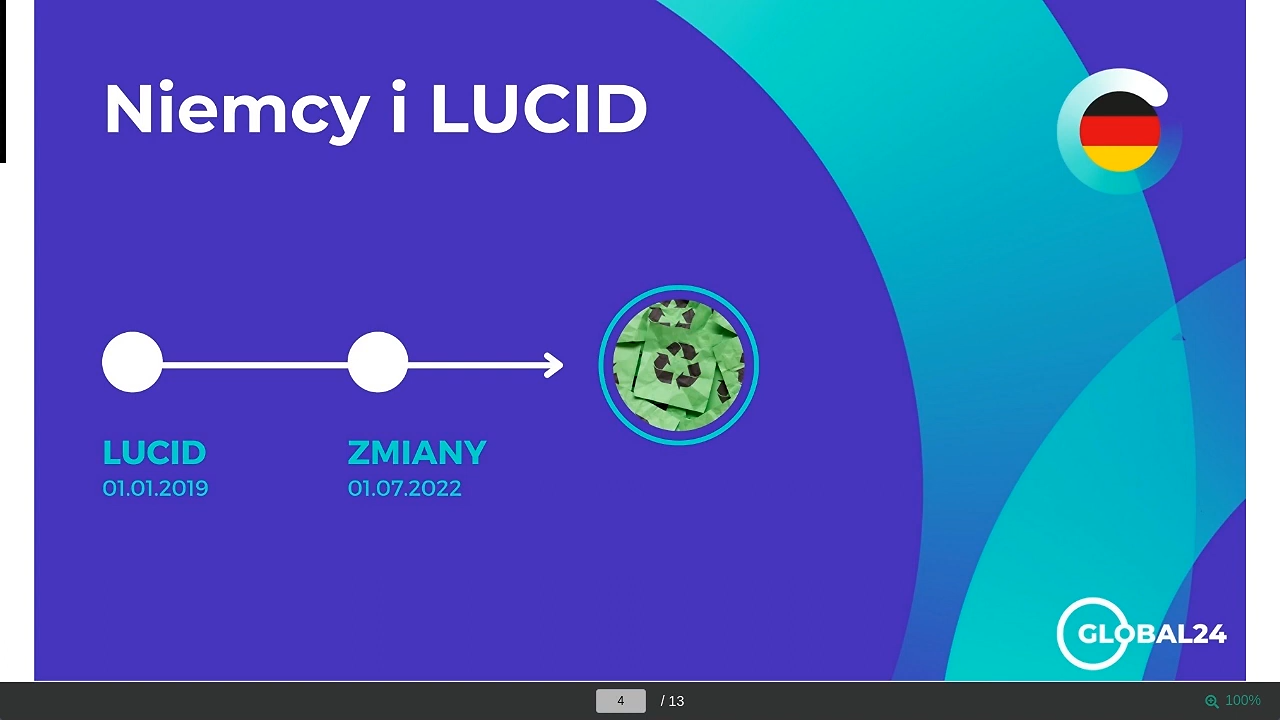 Niemcy i LUCID
LUCID
01.01.2019
ZMIANY
01.07.2022
GLOBAL24
4 / 13
100%